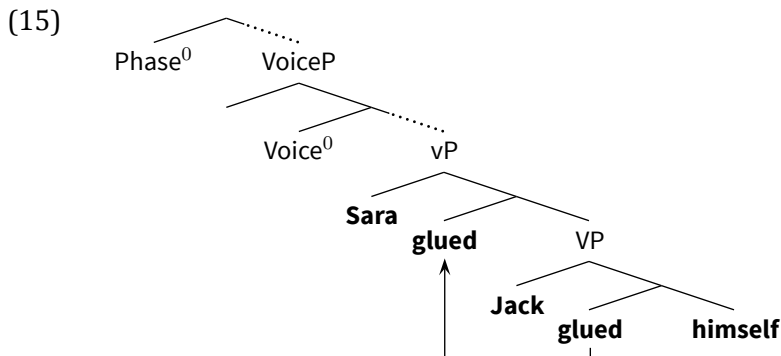 (15)
Phase⁰ VoiceP
Voice⁰ vP
Sara
glued VP
Jack
glued himself